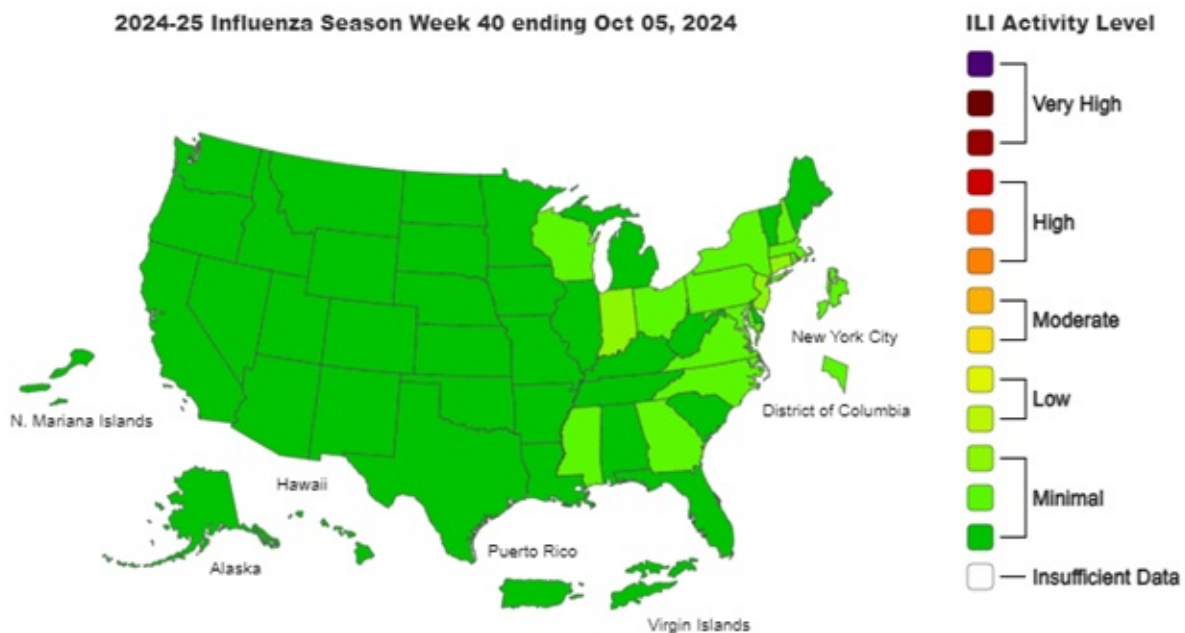 2024-25 Influenza Season Week 40 ending Oct 05, 2024
ILI Activity Level
Very High
High
Moderate
Low
Minimal
Insufficient Data
New York City
District of Columbia
N. Mariana Islands
Hawaii
Alaska
Puerto Rico
Virgin Islands